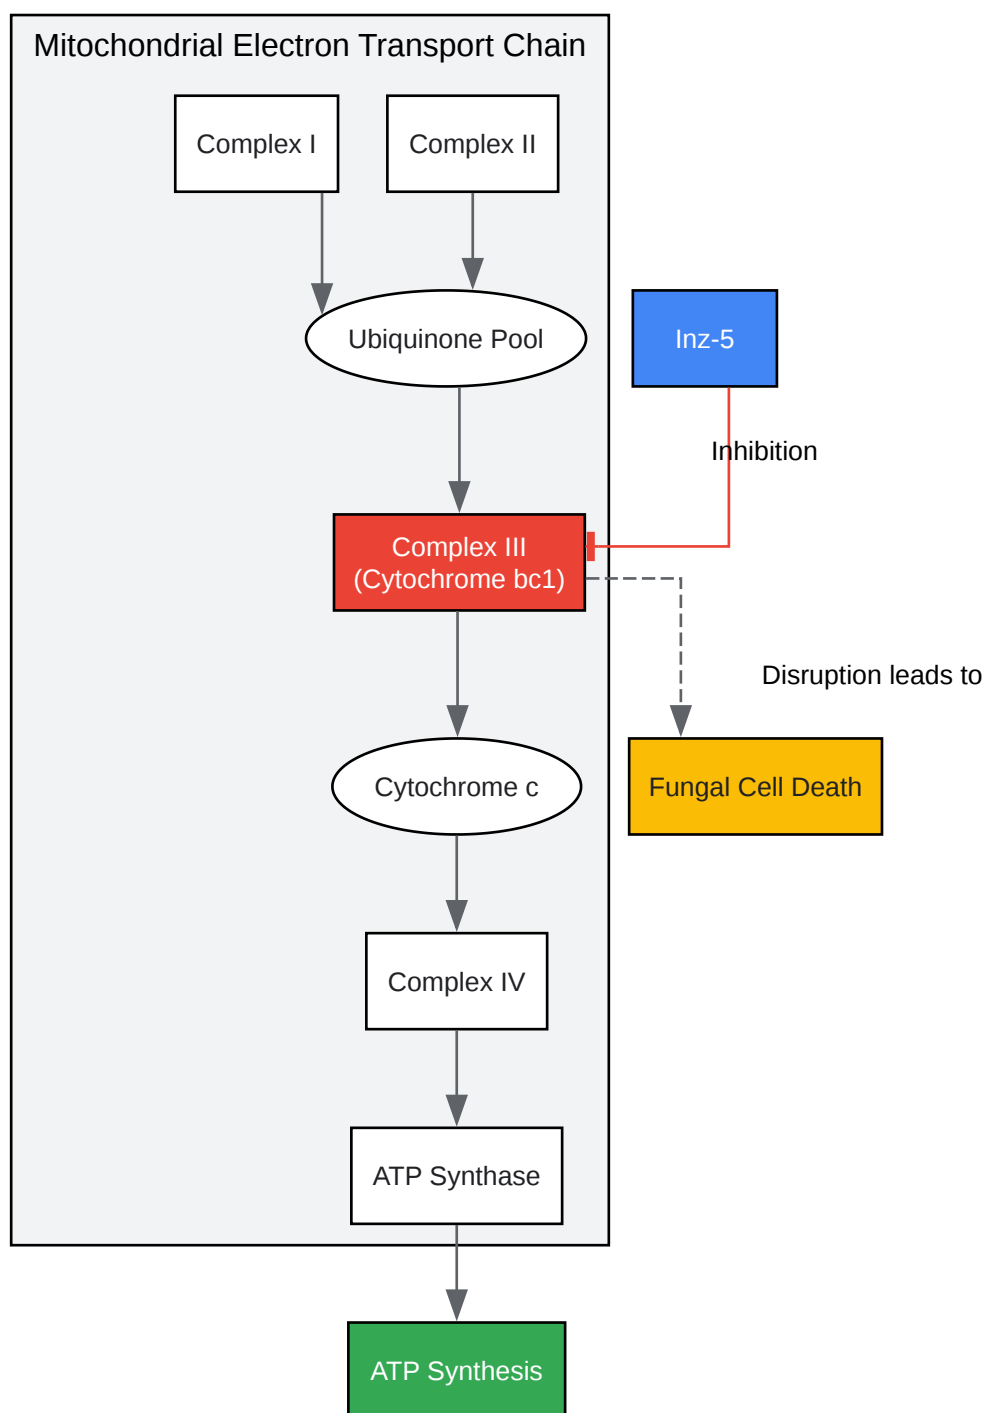 Mitochondrial Electron Transport Chain
Complex I
Complex II
Ubiquinone Pool
Inz-5
Inhibition
Complex III
(Cytochrome bc1)
Disruption leads to
Cytochrome c
Fungal Cell Death
Complex IV
ATP Synthase
ATP Synthesis